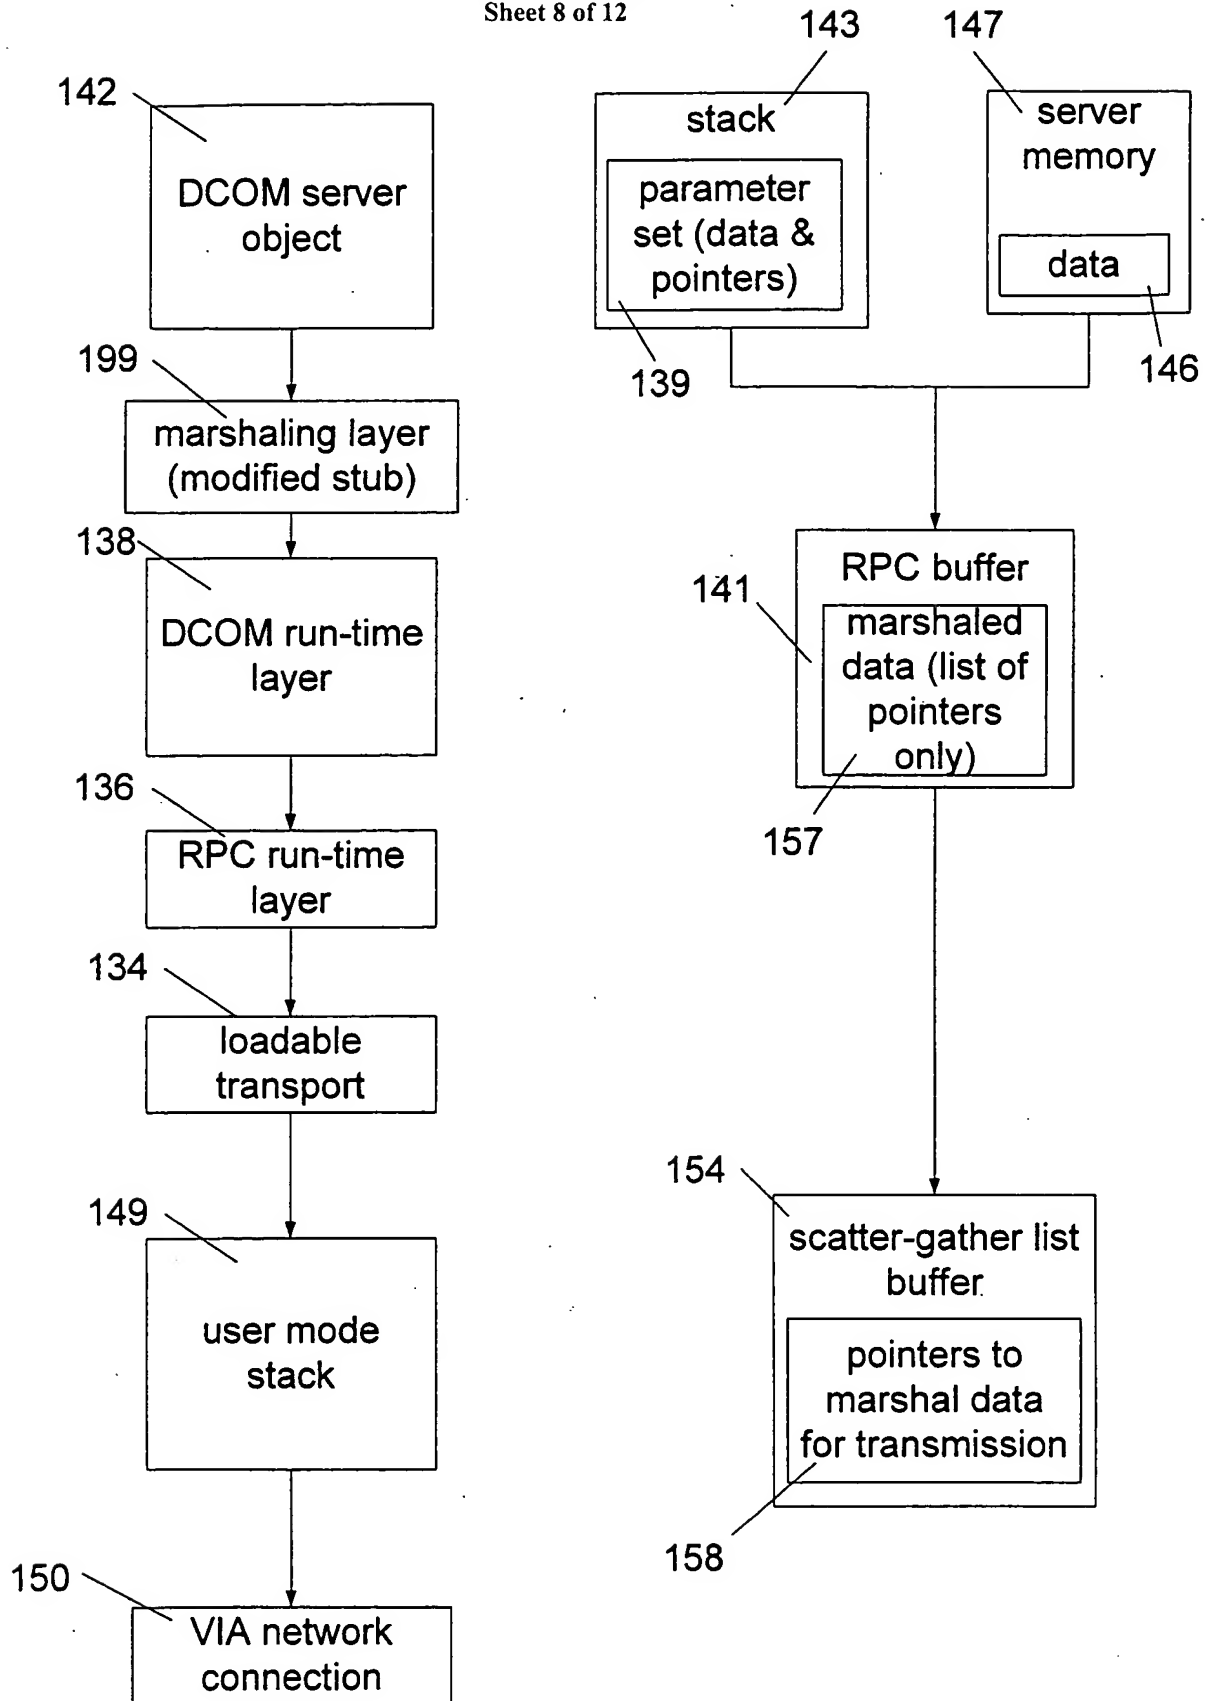 Sheet 8 of 12
143
147
142
DCOM server
object
stack
parameter
set (data &
pointers)
server
memory
data
139
146
199
marshaling layer
(modified stub)
138
DCOM run-time
layer
RPC buffer
141
marshaled
data (list of
pointers
only)
157
136
RPC run-time
layer
134
loadable
transport
154
scatter-gather list
buffer
pointers to
marshal data
for transmission
158
149
user mode
stack
150
VIA network
connection